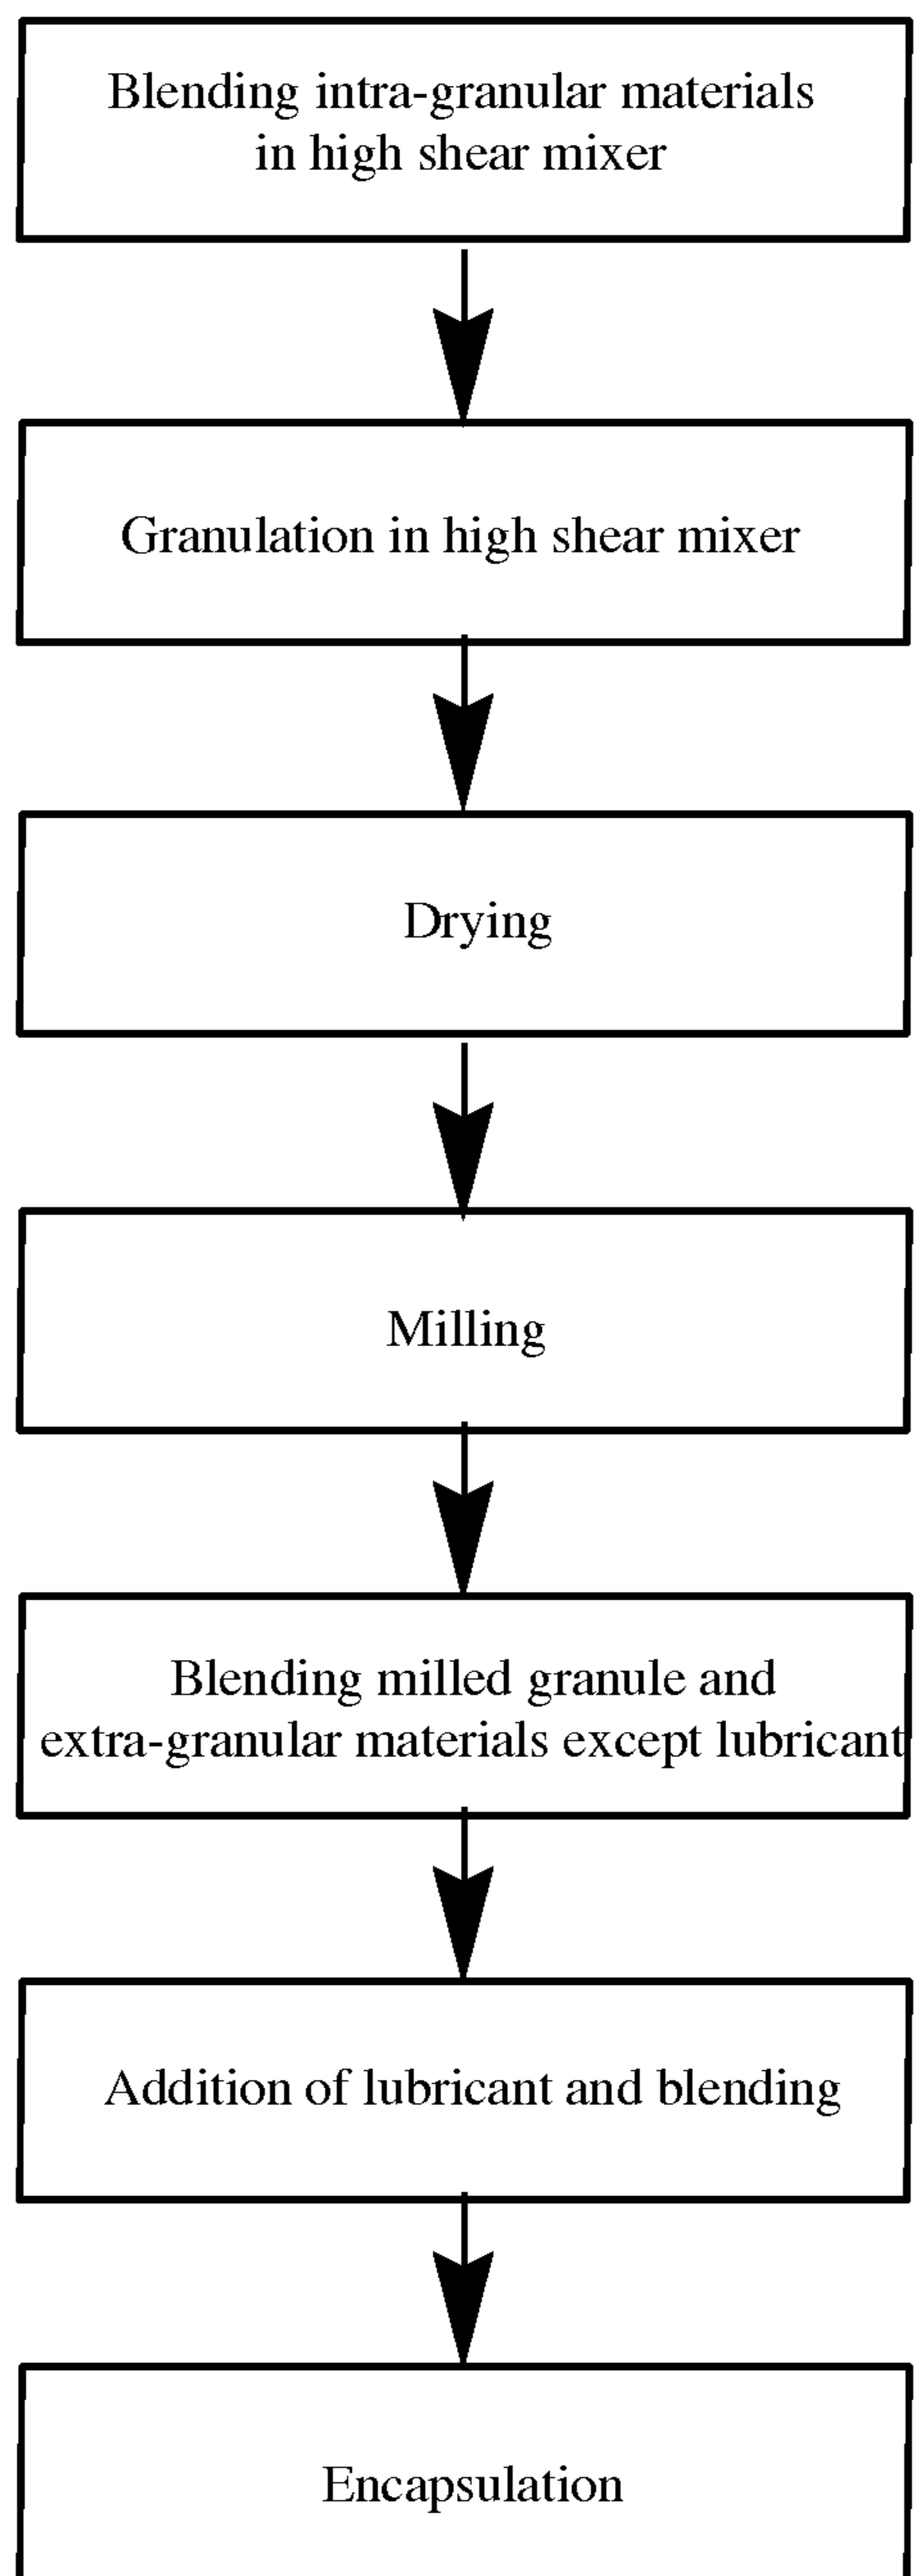 Blending intra-granular materials
in high shear mixer
Granulation in high shear mixer
Drying
Milling
Blending milled granule and
extra-granular materials except lubricant
Addition of lubricant and blending
Encapsulation